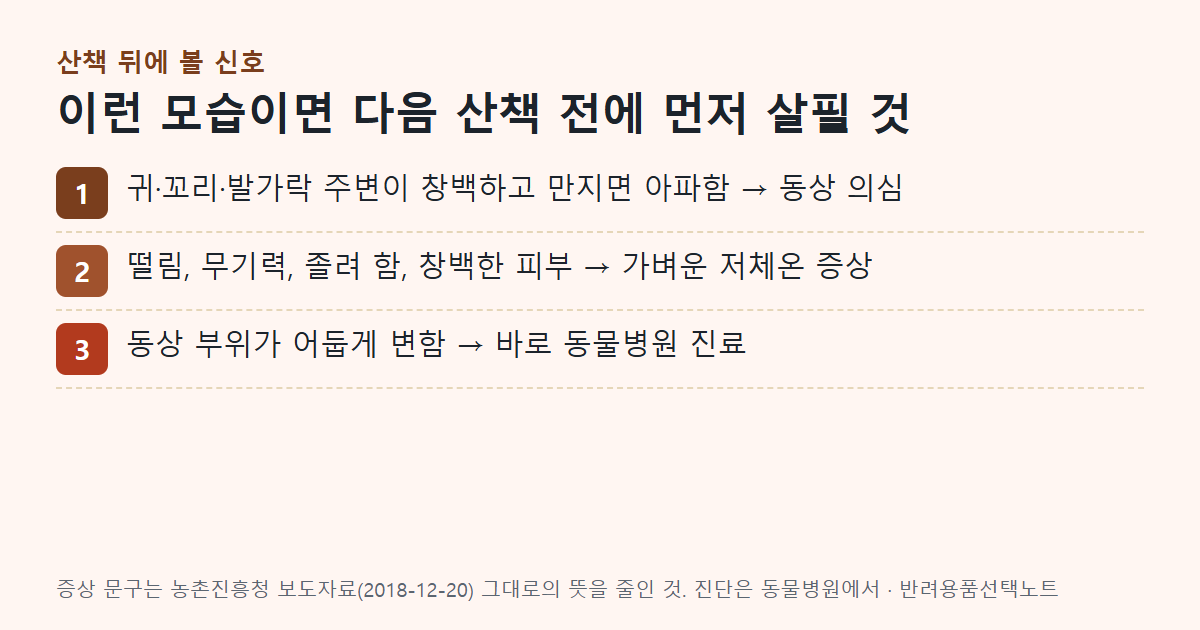 산책 뒤에 볼 신호
이런 모습이면 다음 산책 전에 먼저 살필 것
1 귀·꼬리·발가락 주변이 창백하고 만지면 아파함 → 동상 의심
2 떨림, 무기력, 졸려 함, 창백한 피부 → 가벼운 저체온 증상
3 동상 부위가 어둡게 변함 → 바로 동물병원 진료
증상 문구는 농촌진흥청 보도자료(2018-12-20) 그대로의 뜻을 줄인 것. 진단은 동물병원에서 · 반려용품선택노트